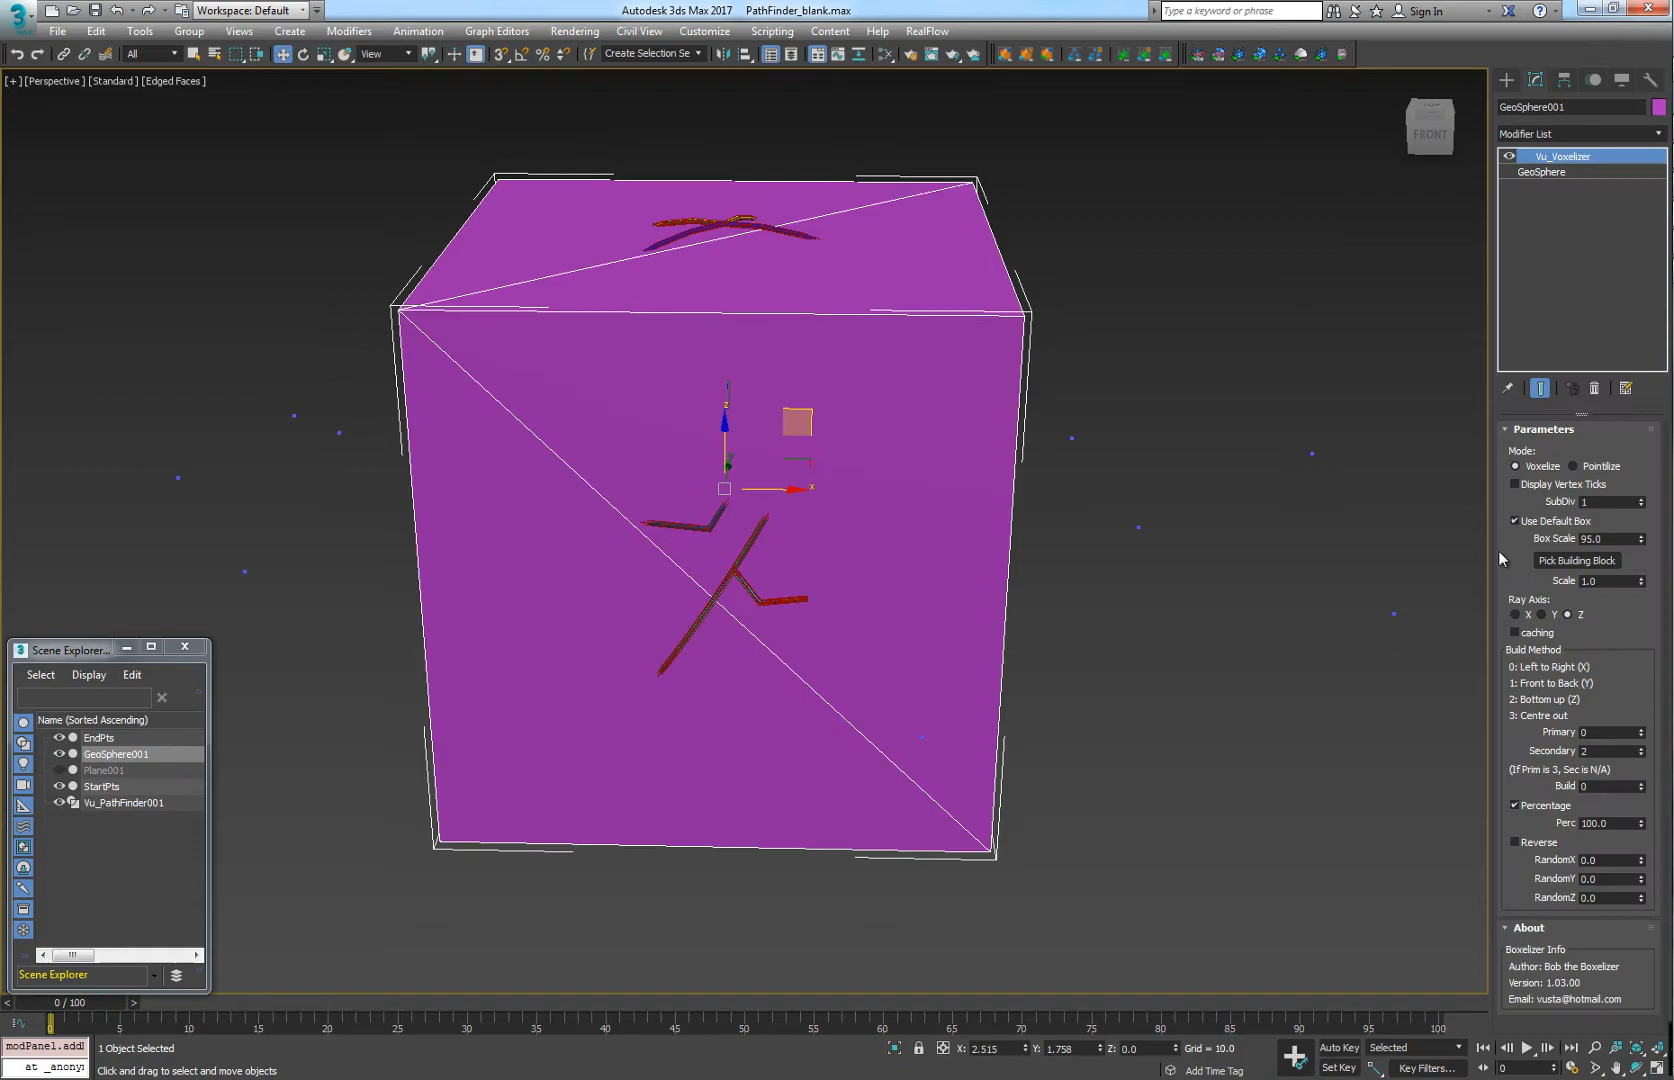 3 Workspace: Default Autodesk 3ds Max 2017 PathFinder_blank.max Type a keyword or phrase Sign In
File Edit Tools Group Views Create Modifiers Animation Graph Editors Rendering Civil View Customize Scripting Content Help RealFlow
All View Create Selection Se
[+] [Perspective] [Standard] [Edged Faces]
FRONT
z
x
GeoSphere001
Modifier List
Vu_Voxelizer
GeoSphere
Parameters
Mode:
Voxelize Pointilize
Display Vertex Ticks
SubDiv 1
Use Default Box
Box Scale 95.0
Pick Building Block
Scale 1.0
Ray Axis:
X Y Z
caching
Build Method
0: Left to Right (X)
1: Front to Back (Y)
2: Bottom up (Z)
3: Centre out
Primary 0
Secondary 2
(If Prim is 3, Sec is N/A)
Build 0
Percentage
Perc 100.0
Reverse
RandomX 0.0
RandomY 0.0
RandomZ 0.0
About
Boxelizer Info
Author: Bob the Boxelizer
Version: 1.03.00
Email: vusta@hotmail.com
3 Scene Explorer...
Select Display Edit
Name (Sorted Ascending)
EndPts
GeoSphere001
Plane001
StartPts
Vu_PathFinder001
Scene Explorer
0 / 100
0 5 10 15 20 25 30 35 40 45 50 55 60 65 70 75 80 85 90 95 100
modPanel.addl
at _anony
1 Object Selected
Click and drag to select and move objects
X: 2.515 Y: 1.758 Z: 0.0 Grid = 10.0
Add Time Tag
Auto Key Selected
Set Key Key Filters...
0